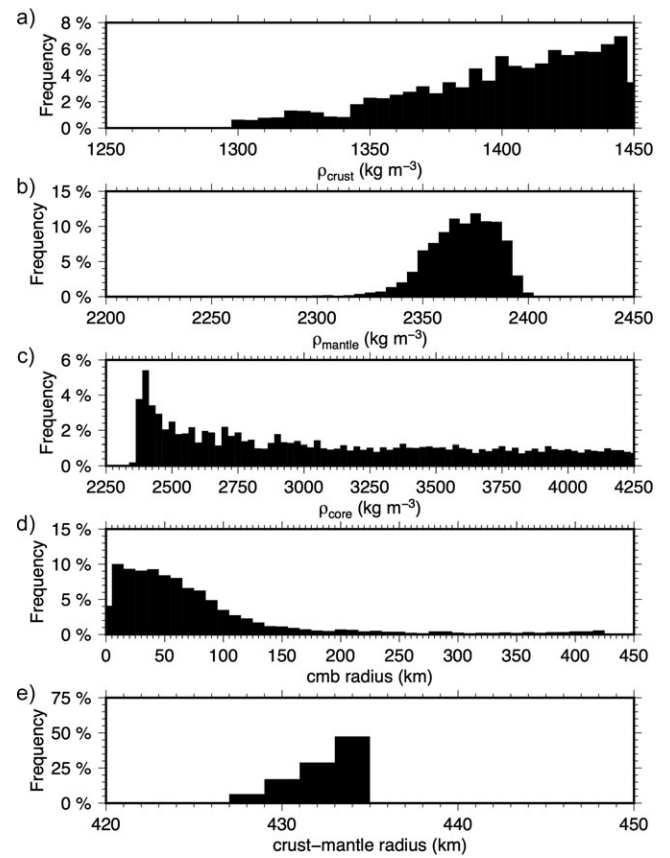 a)
8 %
6 %
4 %
2 %
0 %
Frequency
1250 1300 1350 1400 1450
ρcrust (kg m−3)
b)
15 %
10 %
5 %
0 %
Frequency
2200 2250 2300 2350 2400 2450
ρmantle (kg m−3)
c)
6 %
4 %
2 %
0 %
Frequency
2250 2500 2750 3000 3250 3500 3750 4000 4250
ρcore (kg m−3)
d)
15 %
10 %
5 %
0 %
Frequency
0 50 100 150 200 250 300 350 400 450
cmb radius (km)
e)
75 %
50 %
25 %
0 %
Frequency
420 430 440 450
crust−mantle radius (km)